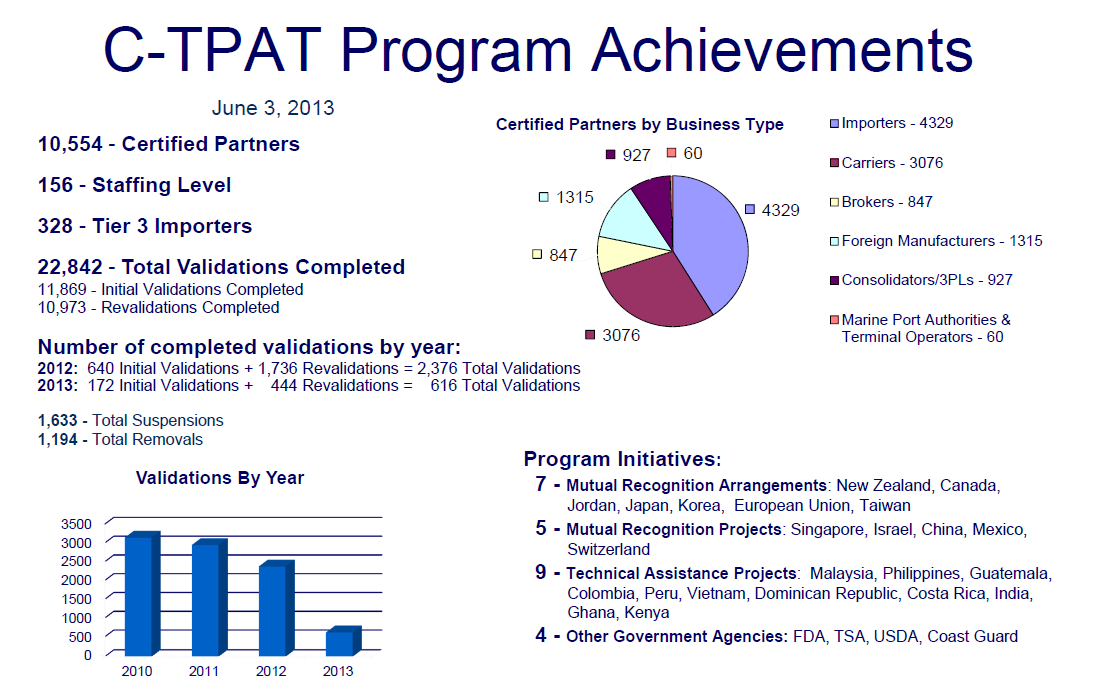 C-TPAT Program Achievements
June 3, 2013
10,554 - Certified Partners
156 - Staffing Level
328 - Tier 3 Importers
22,842 - Total Validations Completed
11,869 - Initial Validations Completed
10,973 - Revalidations Completed
Number of completed validations by year:
2012: 640 Initial Validations + 1,736 Revalidations = 2,376 Total Validations
2013: 172 Initial Validations + 444 Revalidations = 616 Total Validations
1,633 - Total Suspensions
1,194 - Total Removals
Validations By Year
3500
3000
2500
2000
1500
1000
500
0
2010 2011 2012 2013
Certified Partners by Business Type
927 60
1315
4329
847
3076
Importers - 4329
Carriers - 3076
Brokers - 847
Foreign Manufacturers - 1315
Consolidators/3PLs - 927
Marine Port Authorities &
Terminal Operators - 60
Program Initiatives:
7 - Mutual Recognition Arrangements: New Zealand, Canada,
Jordan, Japan, Korea, European Union, Taiwan
5 - Mutual Recognition Projects: Singapore, Israel, China, Mexico,
Switzerland
9 - Technical Assistance Projects: Malaysia, Philippines, Guatemala,
Colombia, Peru, Vietnam, Dominican Republic, Costa Rica, India,
Ghana, Kenya
4 - Other Government Agencies: FDA, TSA, USDA, Coast Guard